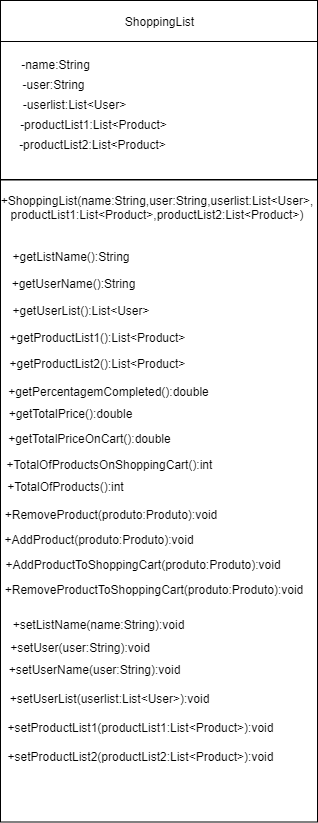 ShoppingList
-name:String
-user:String
-userlist:List<User>
-productList1:List<Product>
-productList2:List<Product>
+ShoppingList(name:String,user:String,userlist:List<User>,
productList1:List<Product>,productList2:List<Product>)
+getListName():String
+getUserName():String
+getUserList():List<User>
+getProductList1():List<Product>
+getProductList2():List<Product>
+getPercentagemCompleted():double
+getTotalPrice():double
+getTotalPriceOnCart():double
+TotalOfProductsOnShoppingCart():int
+TotalOfProducts():int
+RemoveProduct(produto:Produto):void
+AddProduct(produto:Produto):void
+AddProductToShoppingCart(produto:Produto):void
+RemoveProductToShoppingCart(produto:Produto):void
+setListName(name:String):void
+setUser(user:String):void
+setUserName(user:String):void
+setUserList(userlist:List<User>):void
+setProductList1(productList1:List<Product>):void
+setProductList2(productList2:List<Product>):void